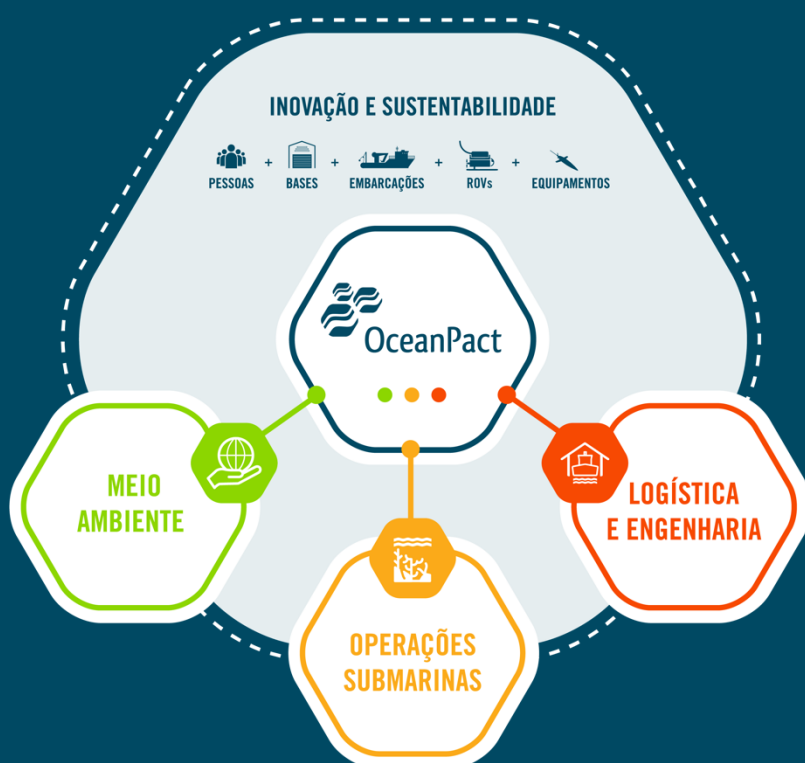 INOVAÇÃO E SUSTENTABILIDADE
PESSOAS + BASES + EMBARCAÇÕES + ROVs + EQUIPAMENTOS
OceanPact
MEIO
AMBIENTE
LOGÍSTICA
E ENGENHARIA
OPERAÇÕES
SUBMARINAS